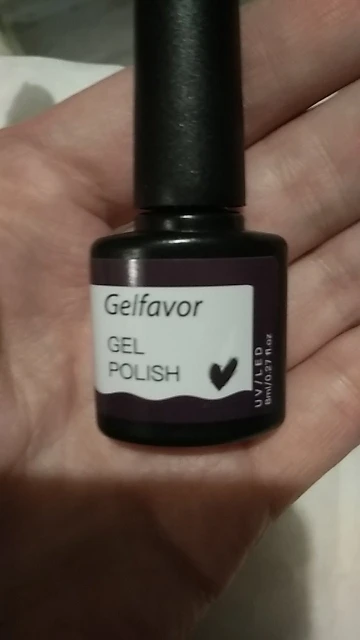 Gelfavor
GEL
POLISH
UV/LED
8ml/0.27 fl.oz